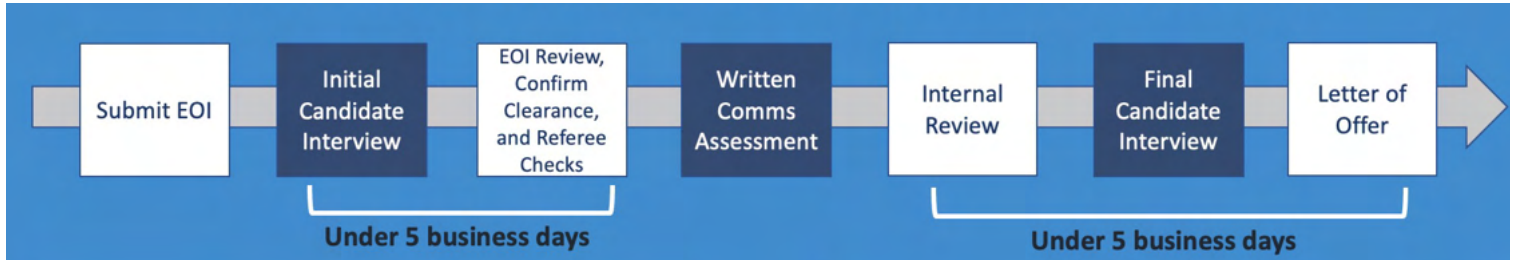 Submit EOI
Initial
Candidate
Interview
EOI Review,
Confirm
Clearance,
and Referee
Checks
Written
Comms
Assessment
Internal
Review
Final
Candidate
Interview
Letter of
Offer
Under 5 business days
Under 5 business days